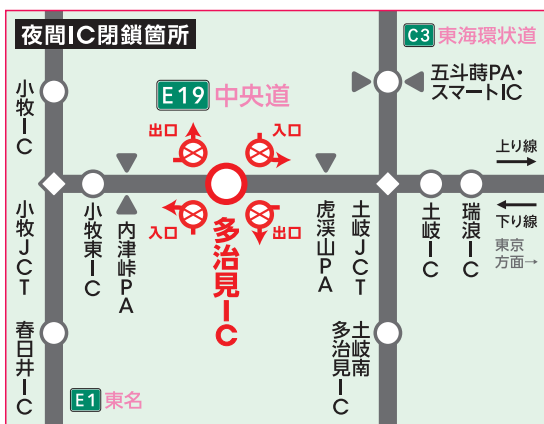 夜間IC閉鎖箇所
C3 東海環状道
五斗蒔PA・
スマートIC
小牧IC
E19 中央道
出口
入口
上り線
小牧JCT
小牧東IC
内津峠PA
入口
出口
多治見IC
虎渓山PA
土岐JCT
土岐IC
瑞浪IC
下り線
東京
方面→
春日井IC
土岐南
多治見IC
E1 東名